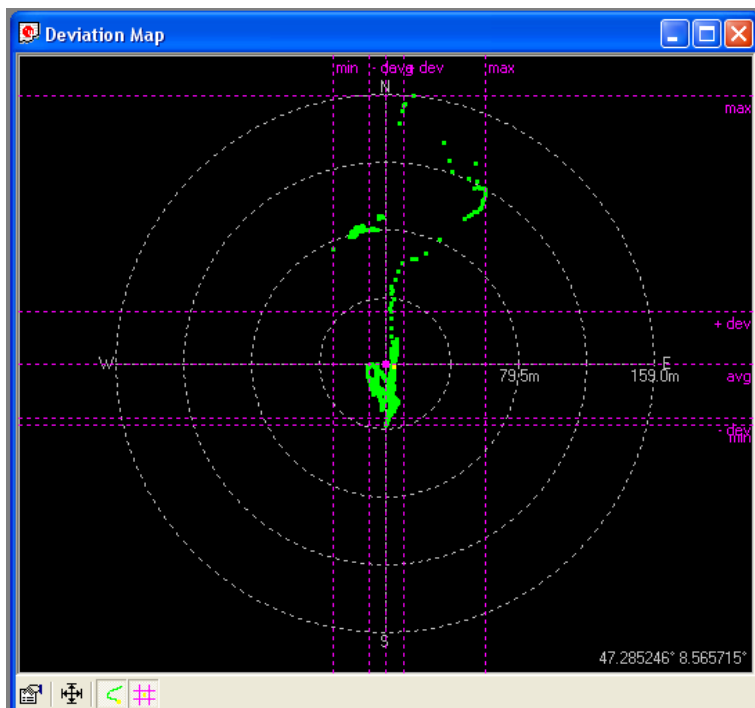 Deviation Map
min - dev avg + dev max
N
max
+ dev
W E
79.5m 159.0m avg
- dev
min
S
47.285246° 8.565715°